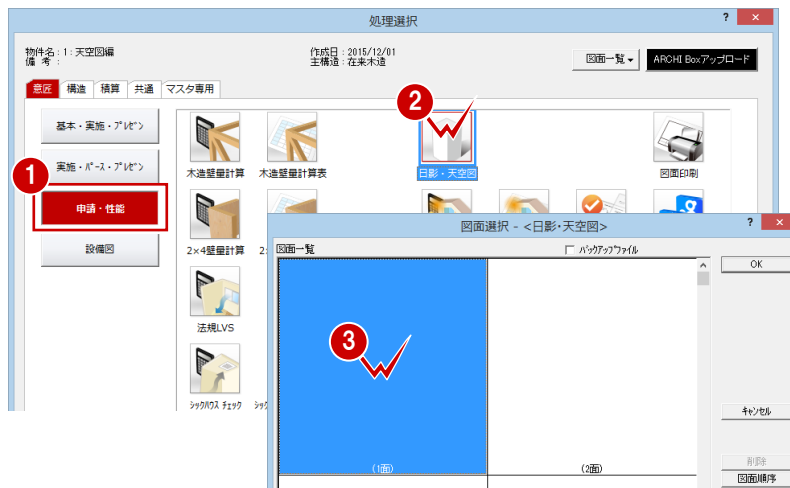 処理選択
? ×
物件名:1:天空図編
備 考:
作成日:2015/12/01
主構造:在来木造
図面一覧▼
ARCHI Boxアップロード
意匠 構造 積算 共通 マスタ専用
基本・実施・プレゼン
実施・パース・プレゼン
申請・性能
設備図
1
2
木造壁量計算
木造壁量計算表
日影・天空図
図面印刷
2×4壁量計算
法規LVS
シックハウス チェック
図面選択 - <日影・天空図>
? ×
図面一覧
バックアップファイル
OK
3
キャンセル
(1面)
(2面)
削除
図面順序